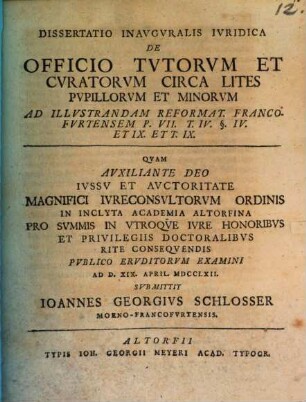 12.
DISSERTATIO INAVGVRALIS IVRIDICA
DE
OFFICIO TVTORVM ET
CVRATORVM CIRCA LITES
PVPILLORVM ET MINORVM
AD ILLVSTRANDAM REFORMAT. FRANCO-
FVRTENSEM P. VII. T. IV. §. IV.
ET IX. ET T. IX.
QVAM
AVXILIANTE DEO
IVSSV ET AVCTORITATE
MAGNIFICI IVRECONSVLTORVM ORDINIS
IN INCLYTA ACADEMIA ALTORFINA
PRO SVMMIS IN VTROQVE IVRE HONORIBVS
ET PRIVILEGIIS DOCTORALIBVS
RITE CONSEQVENDIS
PVBLICO ERVDITORVM EXAMINI
AD D. XIX. APRIL. MDCCLXII.
SVBMITTIT
IOANNES GEORGIVS SCHLOSSER
MOENO-FRANCOFVRTENSIS.
ALTORFII
TYPIS IOH. GEORGII MEYERI ACAD. TYPOGR.